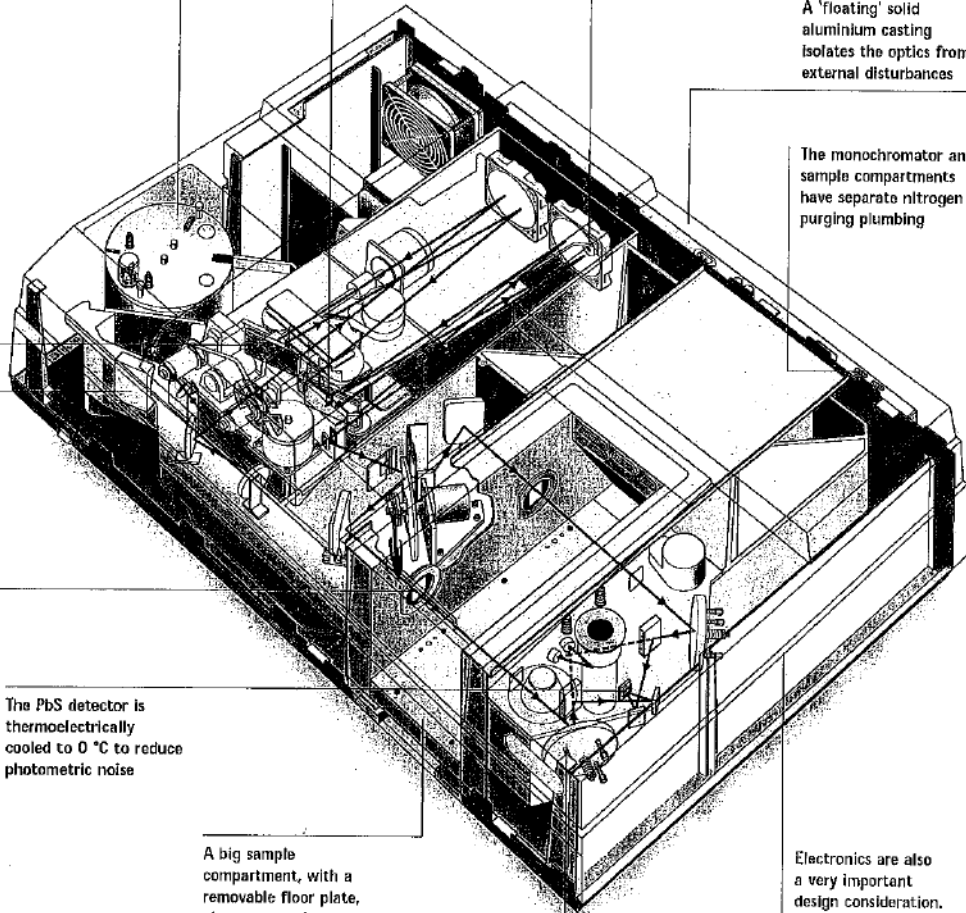 A 'floating' solid
aluminium casting
isolates the optics from
external disturbances
The monochromator an
sample compartments
have separate nitrogen
purging plumbing
The PbS detector is
thermoelectrically
cooled to 0 °C to reduce
photometric noise
A big sample
compartment, with a
removable floor plate,
Electronics are also
a very important
design consideration.